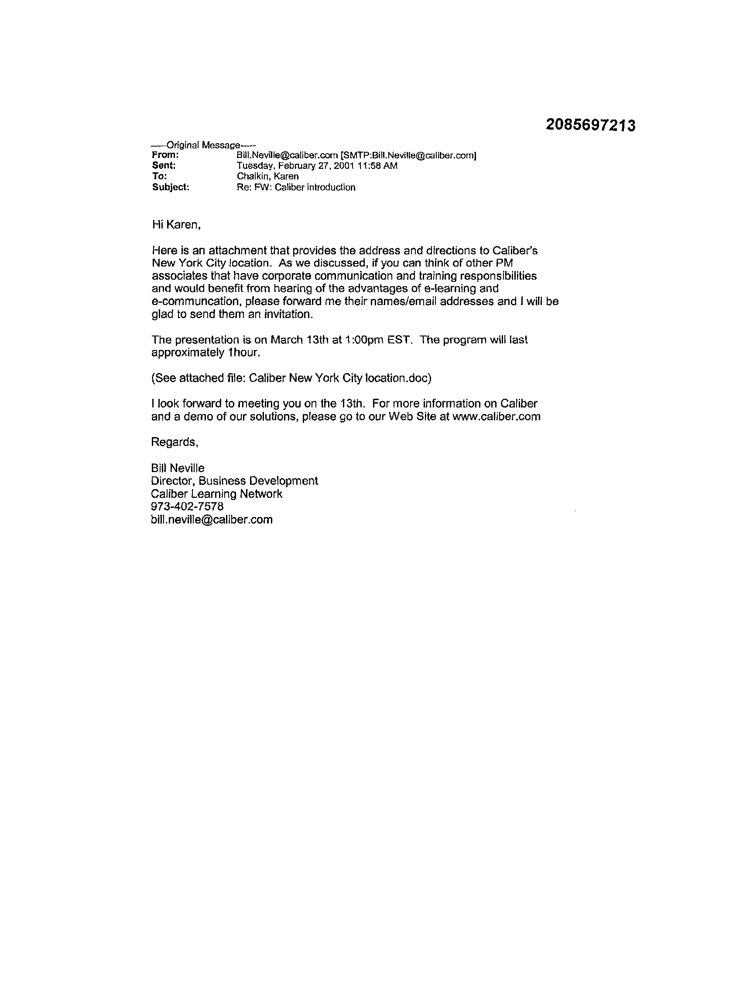 2085697213
-----Original Message-----
From: Bill.Neville@caliber.com [SMTP:Bill.Neville@caliber.com]
Sent: Tuesday, February 27, 2001 11:58 AM
To: Chaikin, Karen
Subject: Re: FW: Caliber introduction
Hi Karen,
Here is an attachment that provides the address and directions to Caliber's
New York City location. As we discussed, if you can think of other PM
associates that have corporate communication and training responsibilities
and would benefit from hearing of the advantages of e-learning and
e-communcation, please forward me their names/email addresses and I will be
glad to send them an invitation.
The presentation is on March 13th at 1:00pm EST. The program will last
approximately 1hour.
(See attached file: Caliber New York City location.doc)
I look forward to meeting you on the 13th. For more information on Caliber
and a demo of our solutions, please go to our Web Site at www.caliber.com
Regards,
Bill Neville
Director, Business Development
Caliber Learning Network
973-402-7578
bill.neville@caliber.com